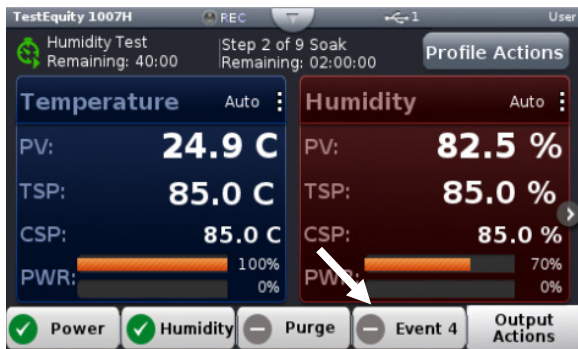 TestEquity 1007H REC 1 User
Humidity Test
Remaining: 40:00
Step 2 of 9 Soak
Remaining: 02:00:00
Profile Actions
Temperature Auto
PV: 24.9 C
TSP: 85.0 C
CSP: 85.0 C
PWR: 100%
0%
Humidity Auto
PV: 82.5 %
TSP: 85.0 %
CSP: 85.0 %
PWR: 70%
0%
Power
Humidity
Purge
Event 4
Output
Actions